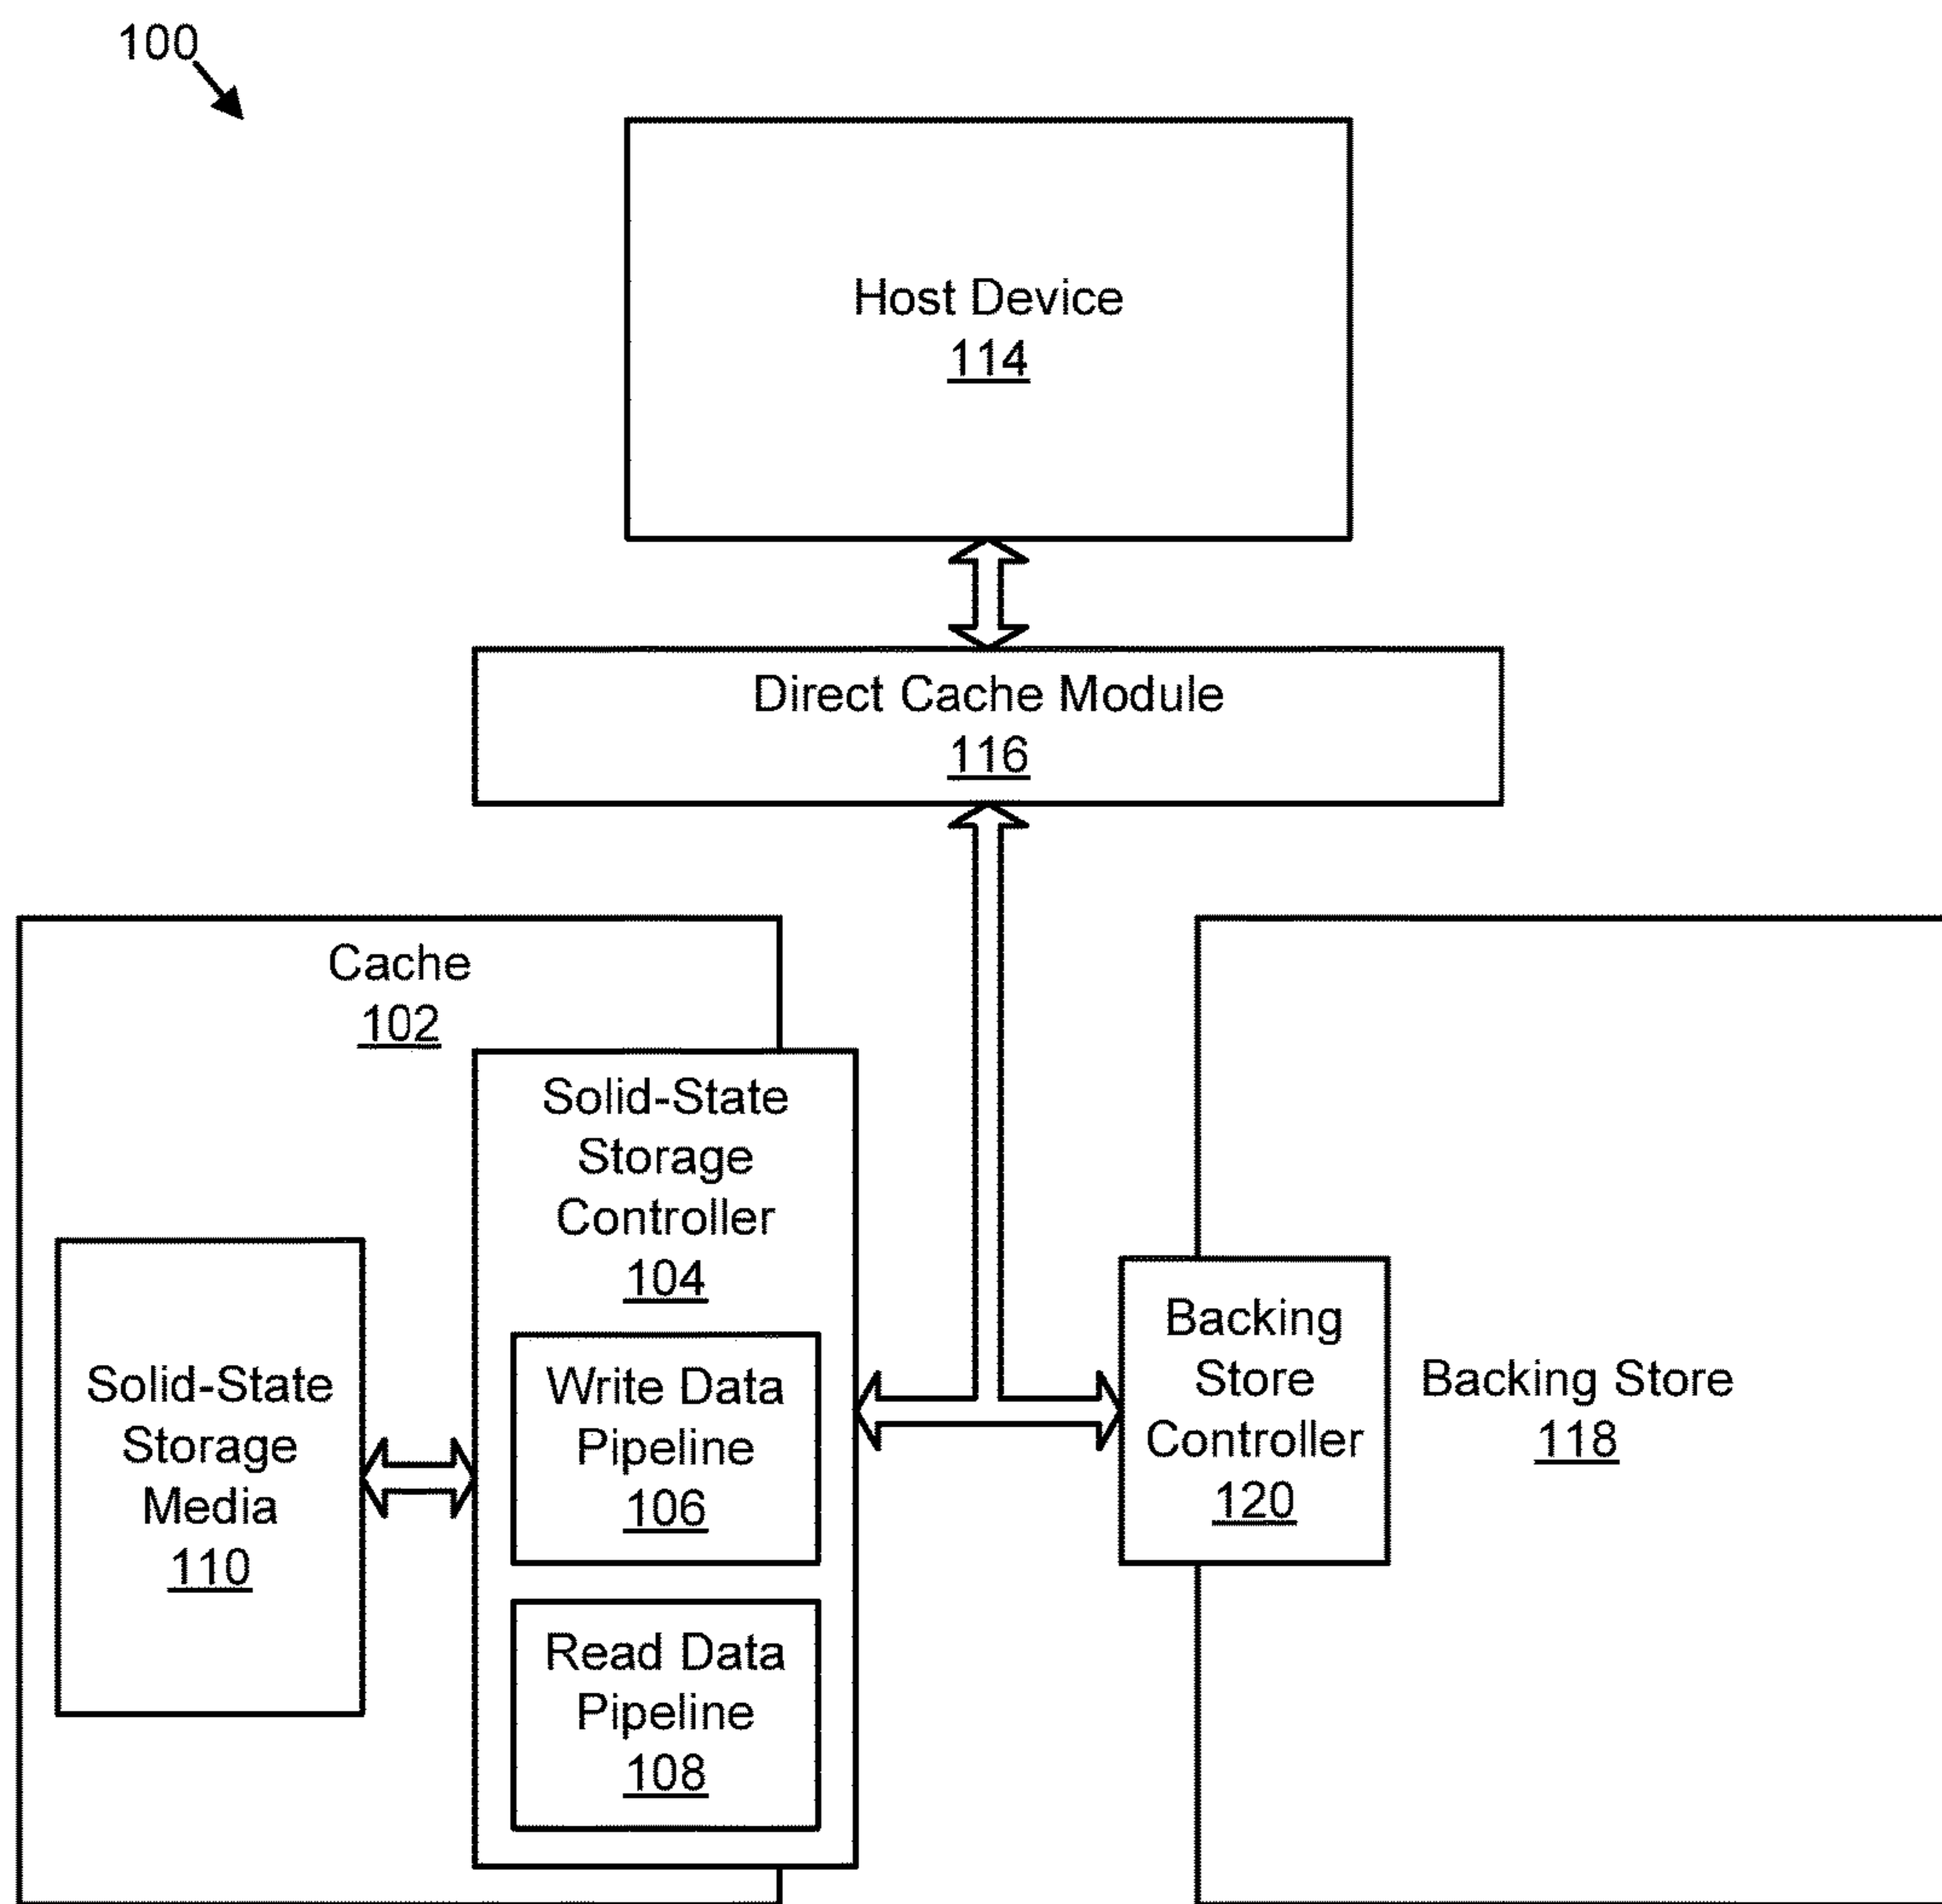 100
Host Device
114
Direct Cache Module
116
Cache
102
Solid-State
Storage
Controller
104
Solid-State
Storage
Media
110
Write Data
Pipeline
106
Read Data
Pipeline
108
Backing
Store
Controller
120
Backing Store
118